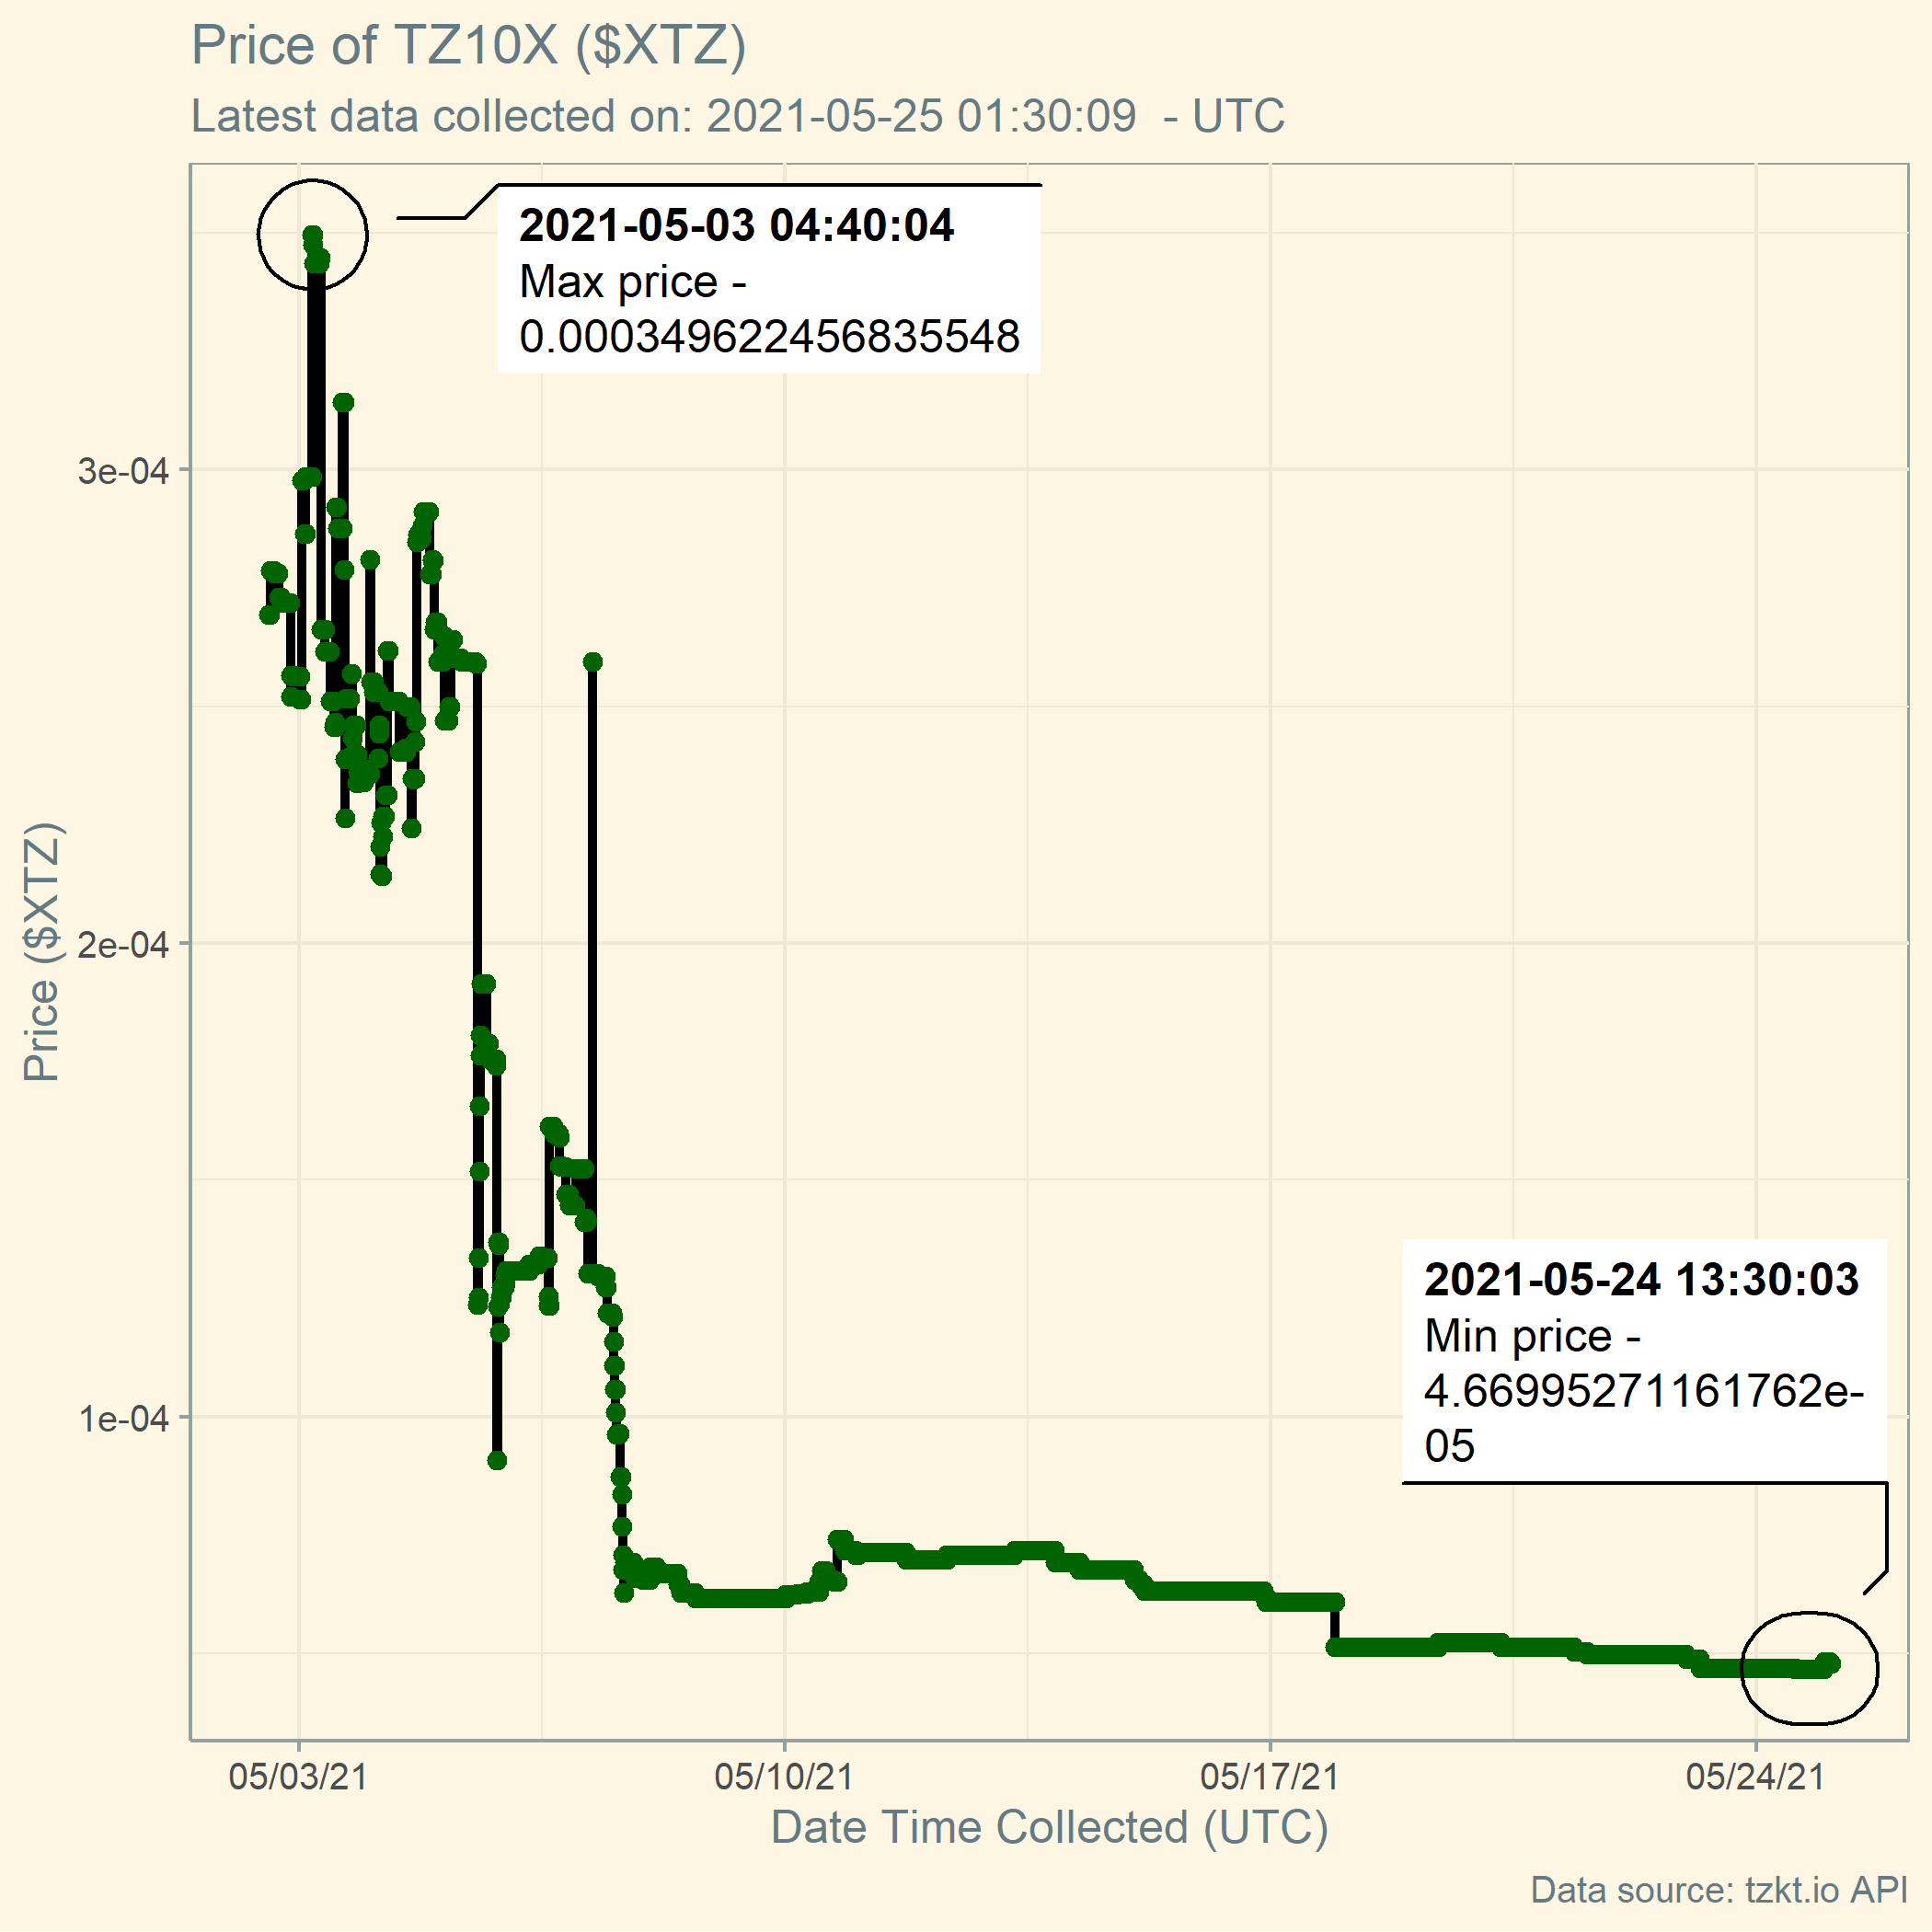 Price of TZ10X ($XTZ)
Latest data collected on: 2021-05-25 01:30:09  - UTC
2021-05-03 04:40:04
Max price -
0.000349622456835548
3e-04
2e-04
1e-04
Price ($XTZ)
2021-05-24 13:30:03
Min price -
4.66995271161762e-
05
05/03/21
05/10/21
05/17/21
05/24/21
Date Time Collected (UTC)
Data source: tzkt.io API